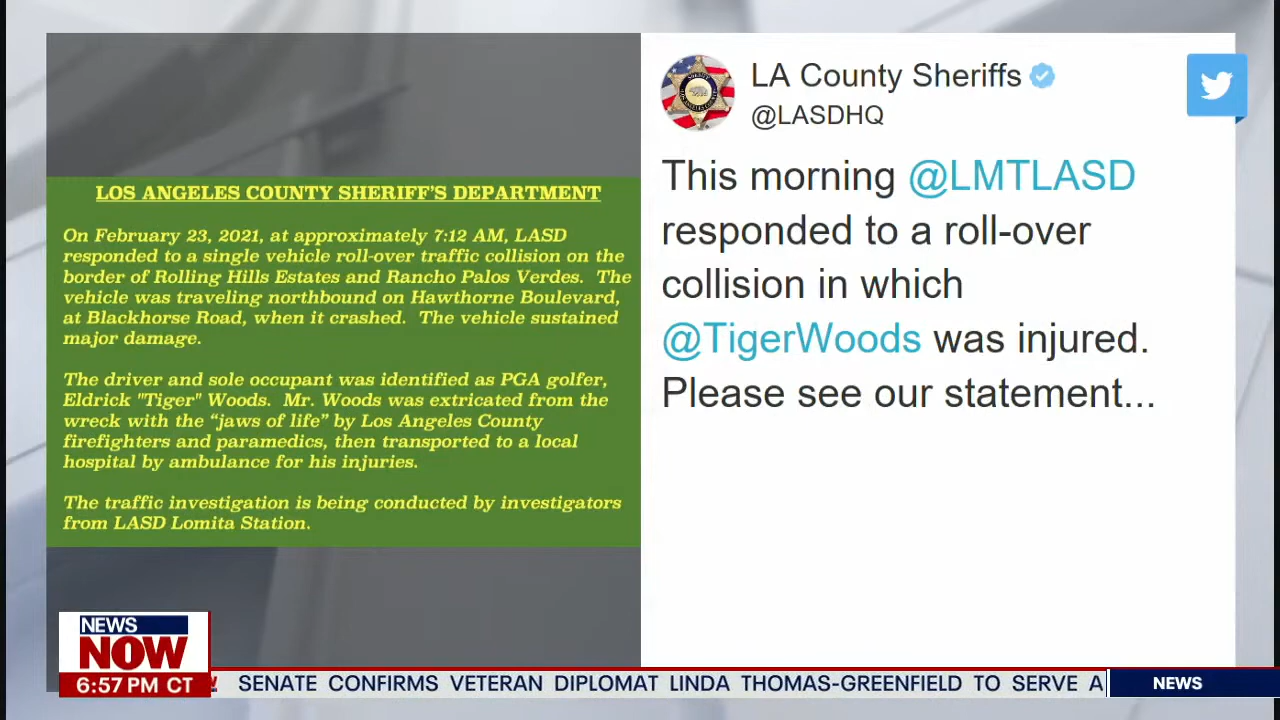 LOS ANGELES COUNTY SHERIFF'S DEPARTMENT
On February 23, 2021, at approximately 7:12 AM, LASD
responded to a single vehicle roll-over traffic collision on the
border of Rolling Hills Estates and Rancho Palos Verdes. The
vehicle was traveling northbound on Hawthorne Boulevard,
at Blackhorse Road, when it crashed. The vehicle sustained
major damage.
The driver and sole occupant was identified as PGA golfer,
Eldrick "Tiger" Woods. Mr. Woods was extricated from the
wreck with the “jaws of life” by Los Angeles County
firefighters and paramedics, then transported to a local
hospital by ambulance for his injuries.
The traffic investigation is being conducted by investigators
from LASD Lomita Station.
LA County Sheriffs
@LASDHQ
This morning @LMTLASD
responded to a roll-over
collision in which
@TigerWoods was injured.
Please see our statement...
NEWS
NOW
6:57 PM CT
SENATE CONFIRMS VETERAN DIPLOMAT LINDA THOMAS-GREENFIELD TO SERVE A
NEWS